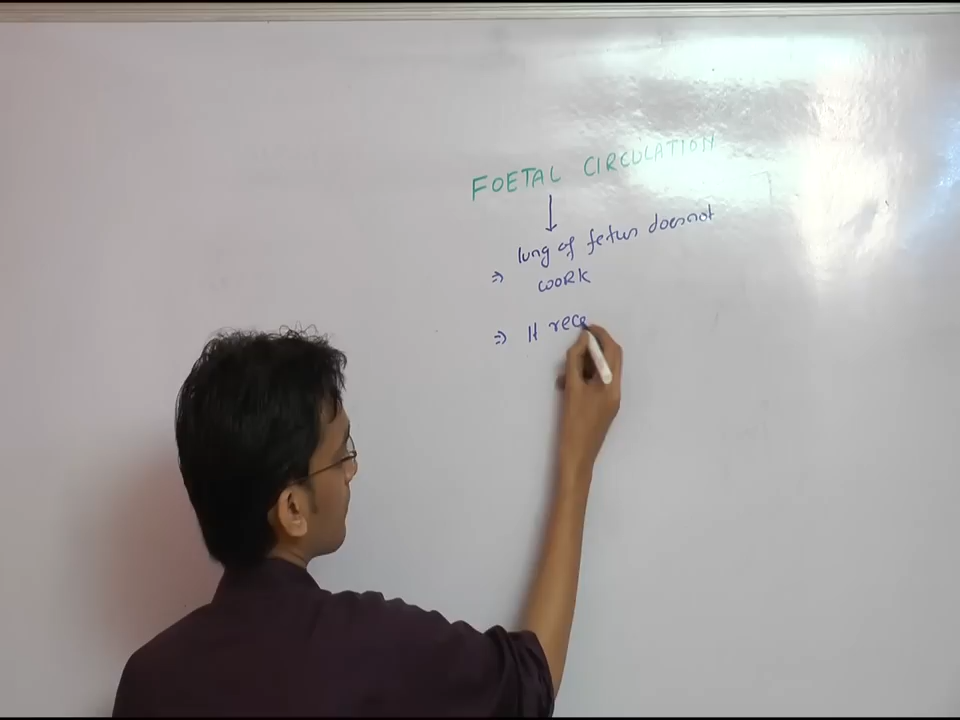 FOETAL CIRCULATION
↓
⇒ lung of fetus doesnot
work
⇒ It rece